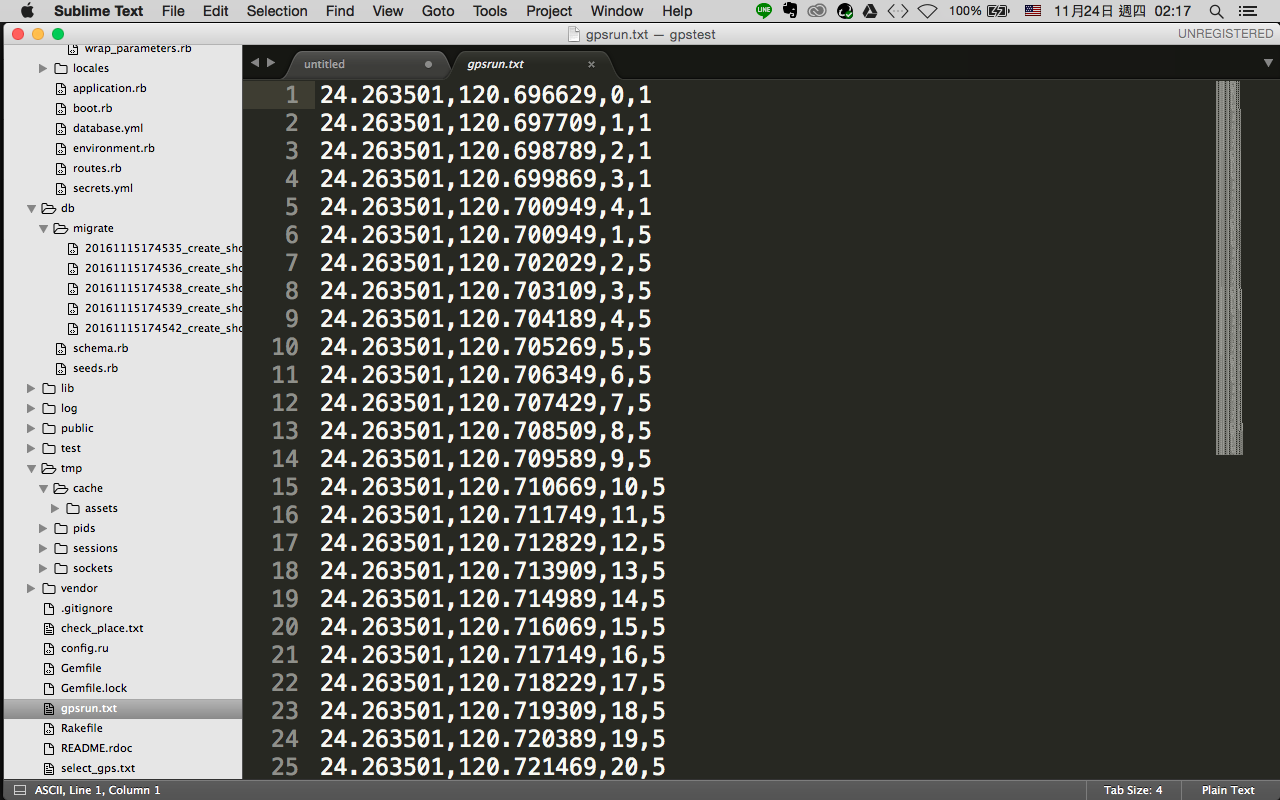 Sublime Text File Edit Selection Find View Goto Tools Project Window Help LINE 100% 11月24日 週四 02:17
gpsrun.txt — gpstest UNREGISTERED
untitled gpsrun.txt
wrap_parameters.rb
locales
application.rb
boot.rb
database.yml
environment.rb
routes.rb
secrets.yml
db
migrate
20161115174535_create_sho
20161115174536_create_sho
20161115174538_create_sho
20161115174539_create_sho
20161115174542_create_sho
schema.rb
seeds.rb
lib
log
public
test
tmp
cache
assets
pids
sessions
sockets
vendor
.gitignore
check_place.txt
config.ru
Gemfile
Gemfile.lock
gpsrun.txt
Rakefile
README.rdoc
select_gps.txt
1 24.263501,120.696629,0,1
2 24.263501,120.697709,1,1
3 24.263501,120.698789,2,1
4 24.263501,120.699869,3,1
5 24.263501,120.700949,4,1
6 24.263501,120.700949,1,5
7 24.263501,120.702029,2,5
8 24.263501,120.703109,3,5
9 24.263501,120.704189,4,5
10 24.263501,120.705269,5,5
11 24.263501,120.706349,6,5
12 24.263501,120.707429,7,5
13 24.263501,120.708509,8,5
14 24.263501,120.709589,9,5
15 24.263501,120.710669,10,5
16 24.263501,120.711749,11,5
17 24.263501,120.712829,12,5
18 24.263501,120.713909,13,5
19 24.263501,120.714989,14,5
20 24.263501,120.716069,15,5
21 24.263501,120.717149,16,5
22 24.263501,120.718229,17,5
23 24.263501,120.719309,18,5
24 24.263501,120.720389,19,5
25 24.263501,120.721469,20,5
ASCII, Line 1, Column 1 Tab Size: 4 Plain Text